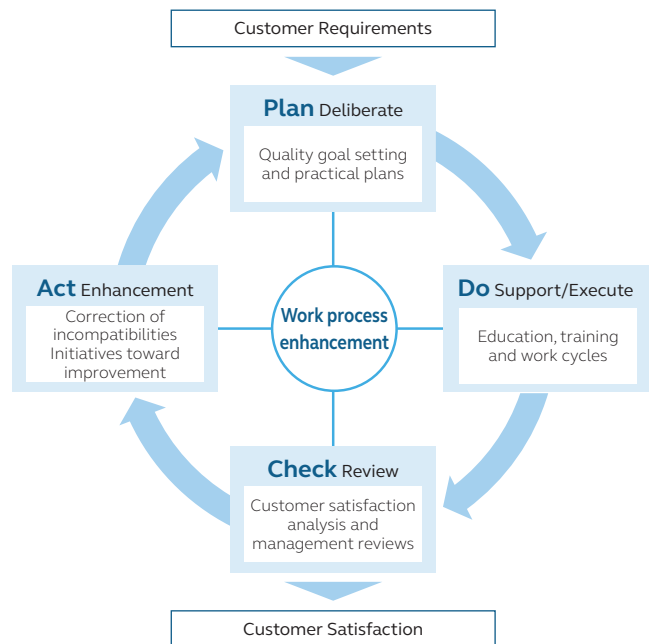 Customer Requirements
Plan Deliberate
Quality goal setting
and practical plans
Act Enhancement
Correction of
incompatibilities
Initiatives toward
improvement
Work process
enhancement
Do Support/Execute
Education, training
and work cycles
Check Review
Customer satisfaction
analysis and
management reviews
Customer Satisfaction